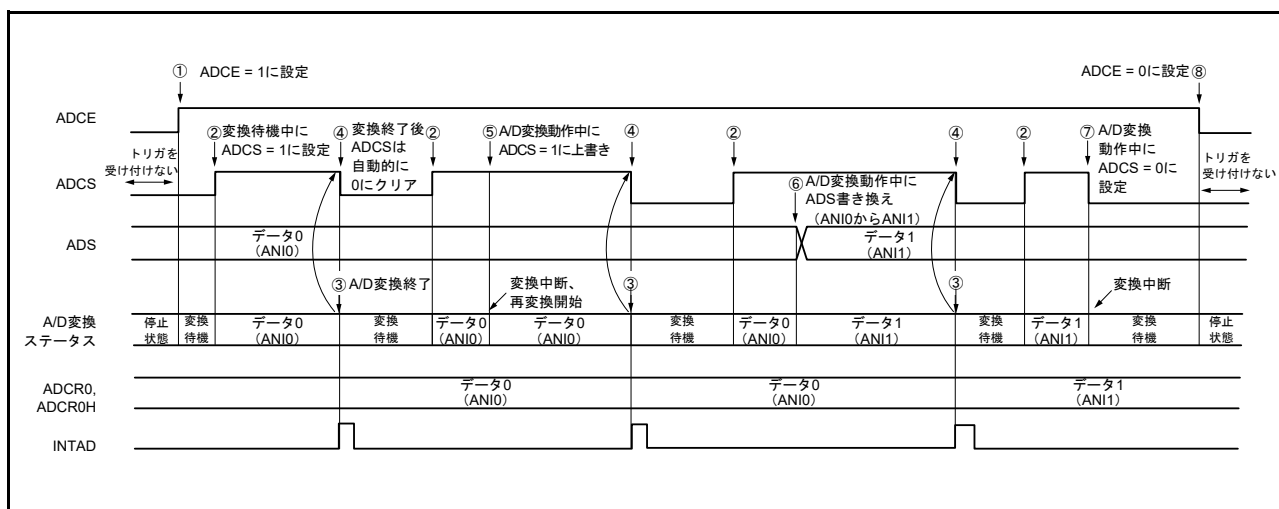 ① ADCE = 1に設定
ADCE = 0に設定 ⑧
ADCE
トリガを
受け付けない
② 変換待機中に
ADCS = 1に設定
④ 変換終了後
ADCSは
自動的に
0にクリア
②
⑤ A/D変換動作中に
ADCS = 1に上書き
④
②
④
②
⑦ A/D変換
動作中に
ADCS = 0に
設定
トリガを
受け付けない
ADCS
⑥ A/D変換動作中に
ADS書き換え
(ANI0からANI1)
ADS
データ0
(ANI0)
データ1
(ANI1)
③ A/D変換終了
変換中断、
再変換開始
③
③
変換中断
A/D変換
ステータス
停止
状態
変換
待機
データ0
(ANI0)
変換
待機
データ0
(ANI0)
データ0
(ANI0)
変換
待機
データ0
(ANI0)
データ1
(ANI1)
変換
待機
データ1
(ANI1)
変換
待機
停止
状態
ADCR0,
ADCR0H
データ0
(ANI0)
データ0
(ANI0)
データ1
(ANI1)
INTAD